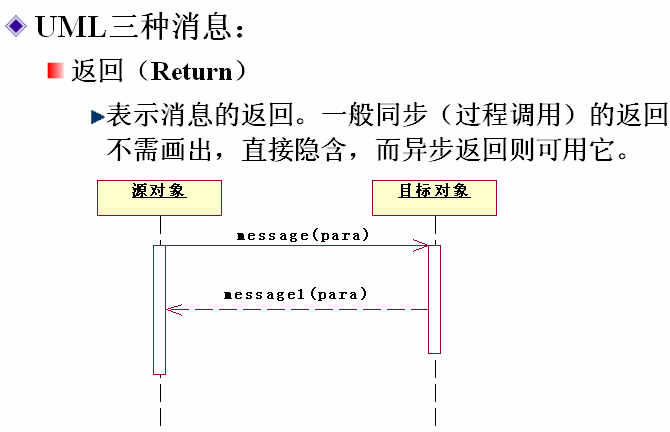 UML三种消息：
返回（Return）
表示消息的返回。一般同步（过程调用）的返回
不需画出，直接隐含，而异步返回则可用它。
源对象
目标对象
message(para)
message1(para)